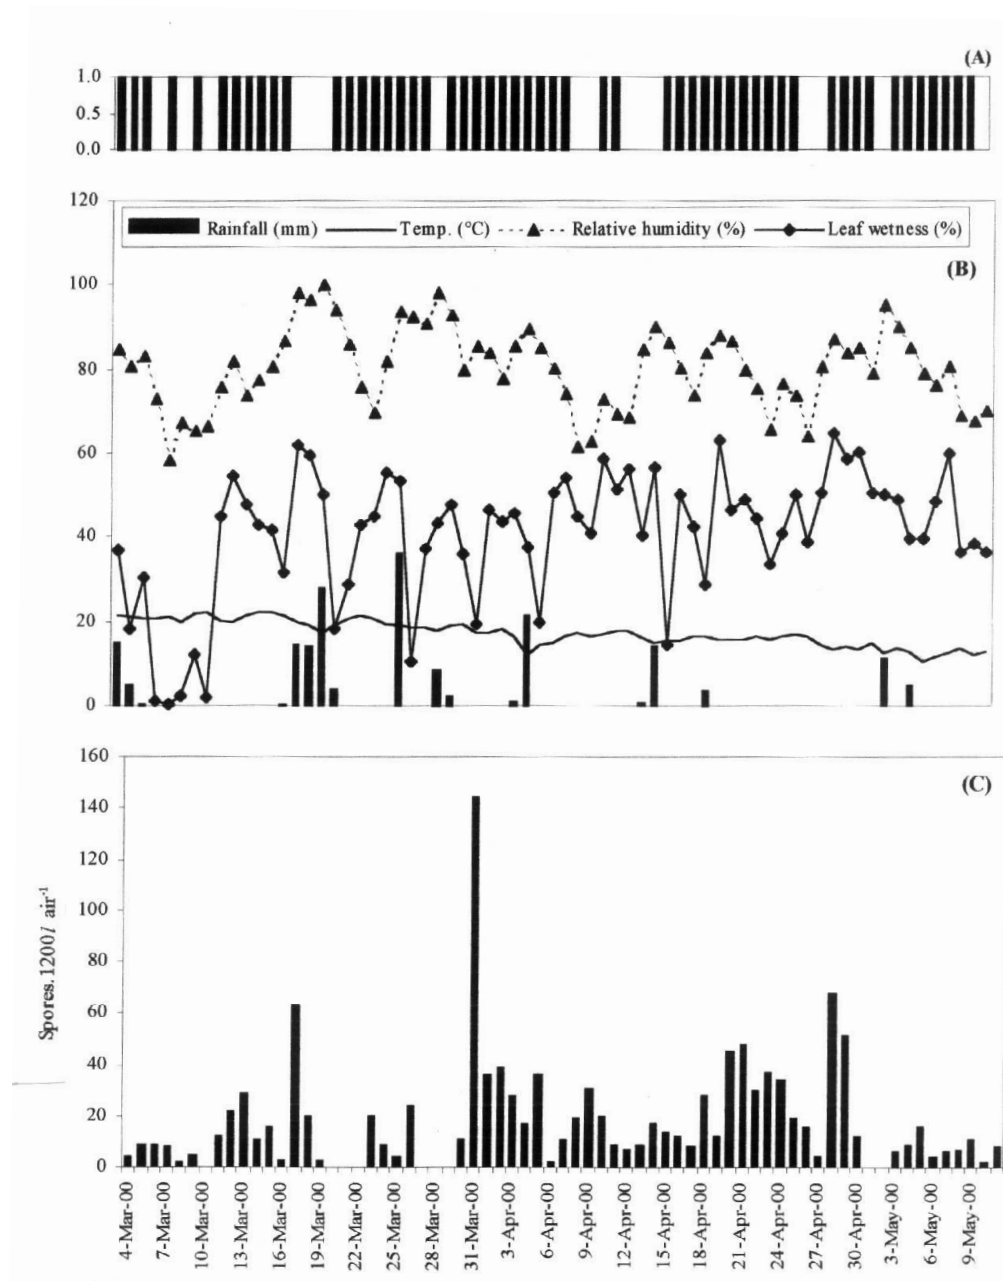 (A)
1.0
0.5
0.0
120
Rainfall (mm) Temp. (°C) Relative humidity (%) Leaf wetness (%)
(B)
100
80
60
40
20
0
160
(C)
140
120
100
80
60
40
20
0
Spores.1200l air⁻¹
4-Mar-00
7-Mar-00
10-Mar-00
13-Mar-00
16-Mar-00
19-Mar-00
22-Mar-00
25-Mar-00
28-Mar-00
31-Mar-00
3-Apr-00
6-Apr-00
9-Apr-00
12-Apr-00
15-Apr-00
18-Apr-00
21-Apr-00
24-Apr-00
27-Apr-00
30-Apr-00
3-May-00
6-May-00
9-May-00